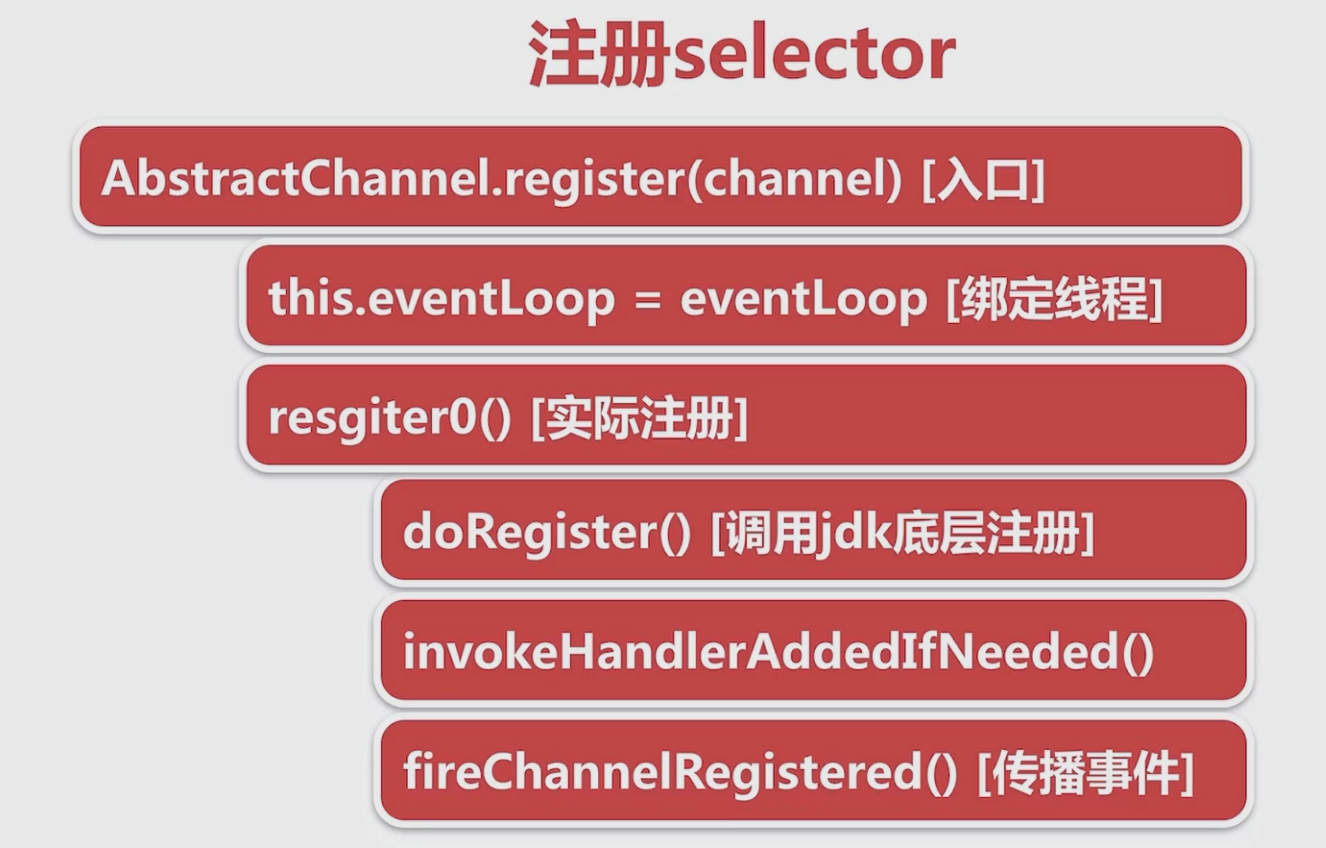 注册selector
AbstractChannel.register(channel) [入口]
this.eventLoop = eventLoop [绑定线程]
resgiter0() [实际注册]
doRegister() [调用jdk底层注册]
invokeHandlerAddedIfNeeded()
fireChannelRegistered() [传播事件]